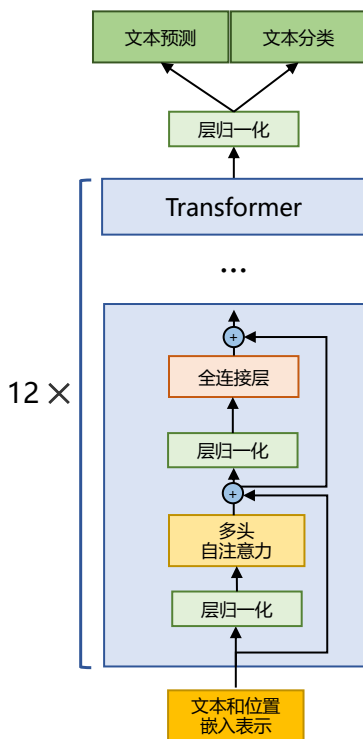 文本预测
文本分类
层归一化
Transformer
...
12 ×
+
全连接层
层归一化
+
多头
自注意力
层归一化
文本和位置
嵌入表示